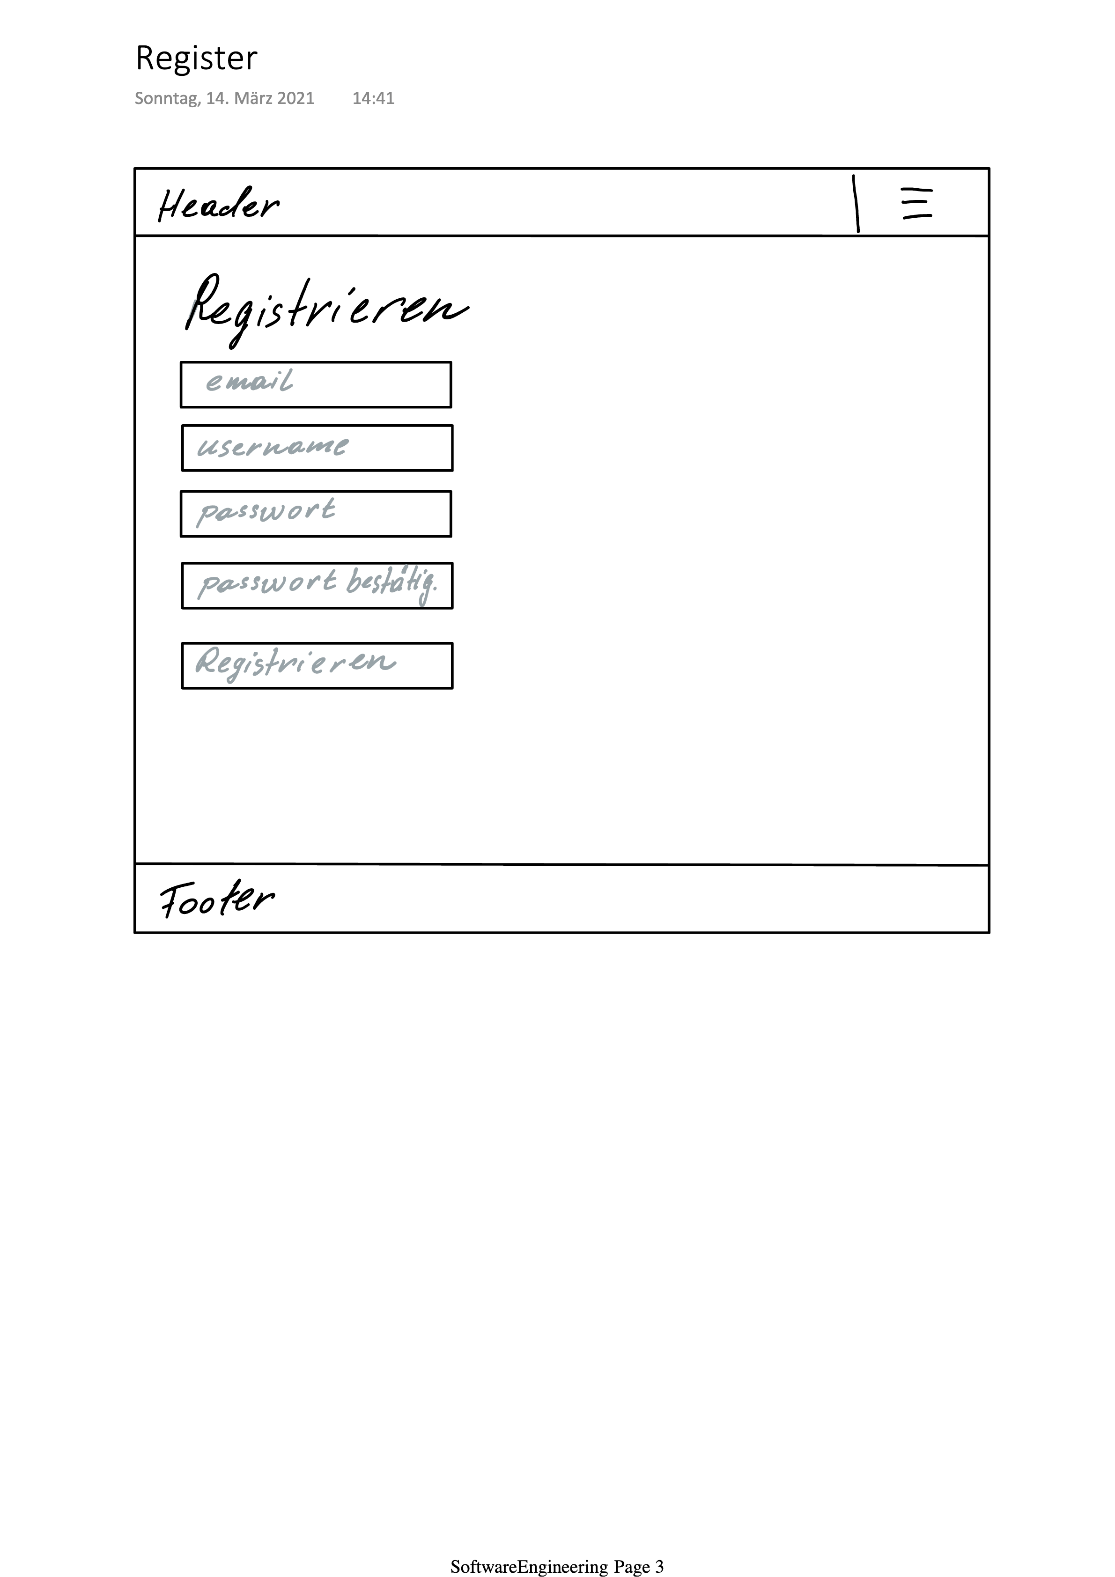 Register
Sonntag, 14. März 2021 14:41
Header
Registrieren
email
username
passwort
passwort bestätig.
Registrieren
Footer
SoftwareEngineering Page 3